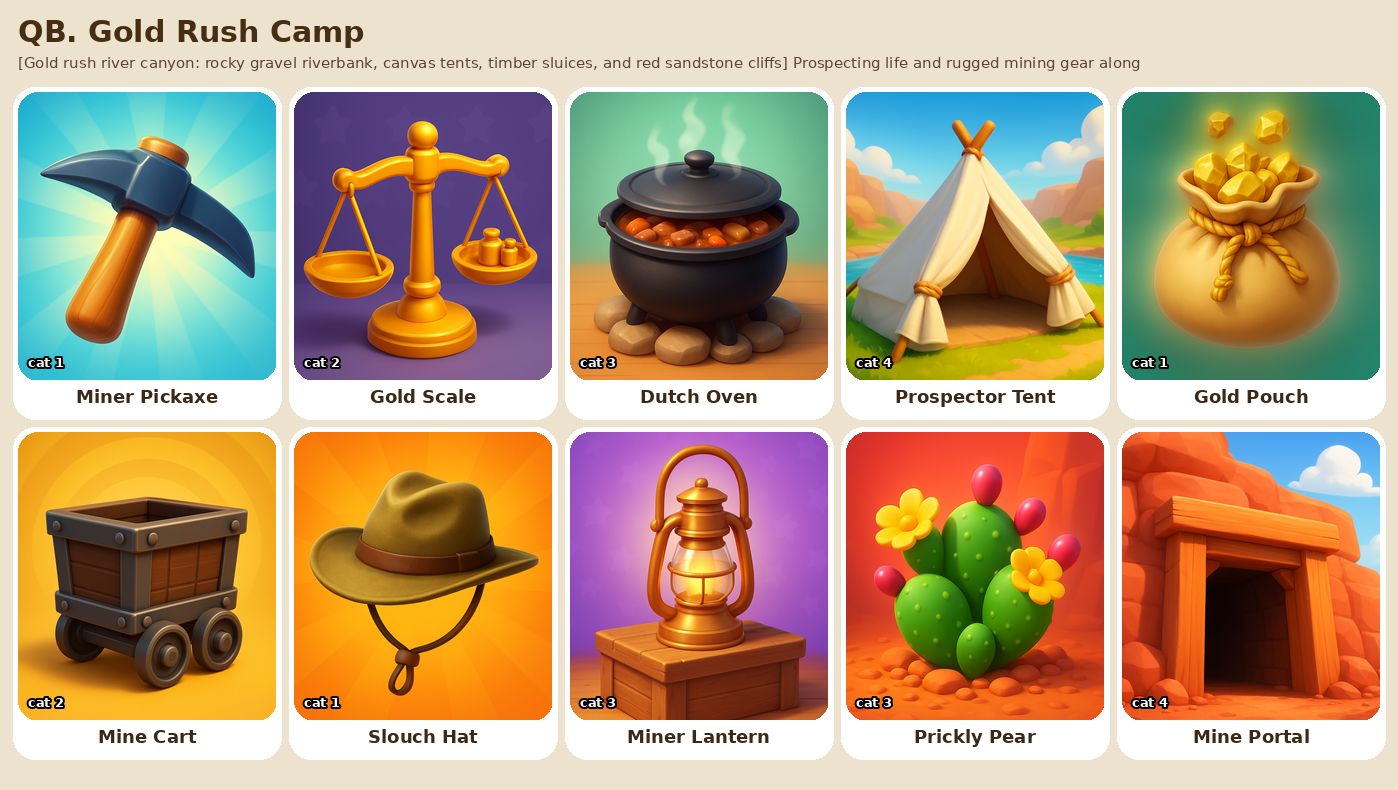 QB. Gold Rush Camp
[Gold rush river canyon: rocky gravel riverbank, canvas tents, timber sluices, and red sandstone cliffs] Prospecting life and rugged mining gear along
cat 1
cat 2
cat 3
cat 4
cat 1
Miner Pickaxe
Gold Scale
Dutch Oven
Prospector Tent
Gold Pouch
cat 2
cat 1
cat 3
cat 3
cat 4
Mine Cart
Slouch Hat
Miner Lantern
Prickly Pear
Mine Portal